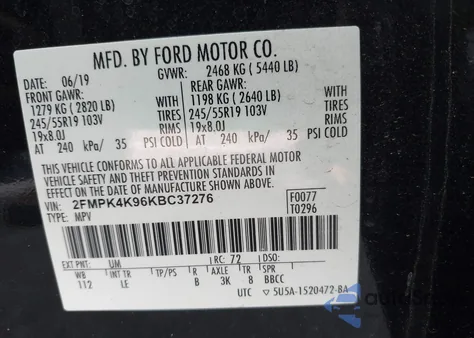 MFD. BY FORD MOTOR CO.
DATE: 06/19 GVWR: 2468 KG (5440 LB)
FRONT GAWR: REAR GAWR:
1279 KG (2820 LB) 1198 KG (2640 LB)
245/55R19 103V TIRES 245/55R19 103V
19x8.0J RIMS 19x8.0J
AT 240 kPa/ 35 PSI COLD AT 240 kPa/ 35 PSI COLD
THIS VEHICLE CONFORMS TO ALL APPLICABLE FEDERAL MOTOR
VEHICLE SAFETY AND THEFT PREVENTION STANDARDS IN
EFFECT ON THE DATE OF MANUFACTURE SHOWN ABOVE.
VIN: 2FMPK4K96KBC37276 F0077
TYPE: MPV T0296
EXT PNT: UM RC: 72 DSO:
WB INT TR TP/PS R AXLE TR SPR
112 LE B 3K 8 BBCC
UTC 5U5A-1520472-BA